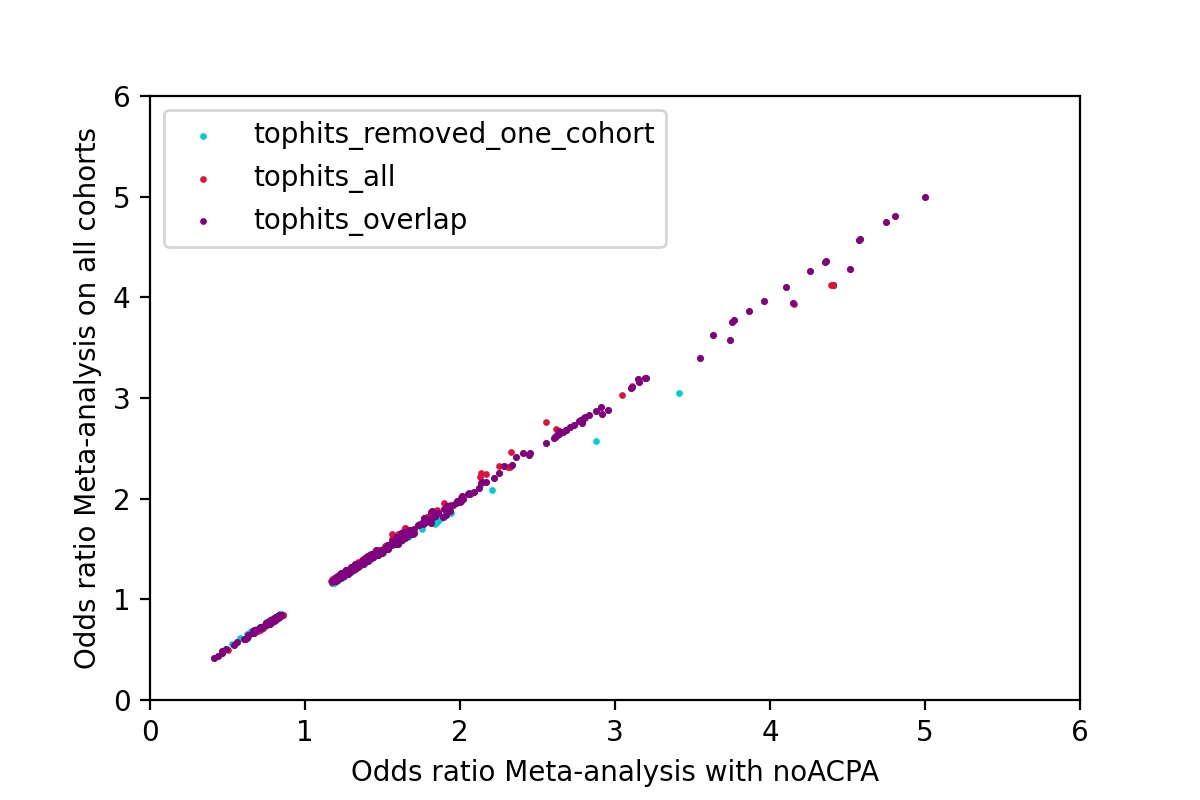 6
5
4
3
2
1
0
Odds ratio Meta-analysis on all cohorts
tophits_removed_one_cohort
tophits_all
tophits_overlap
0 1 2 3 4 5 6
Odds ratio Meta-analysis with noACPA